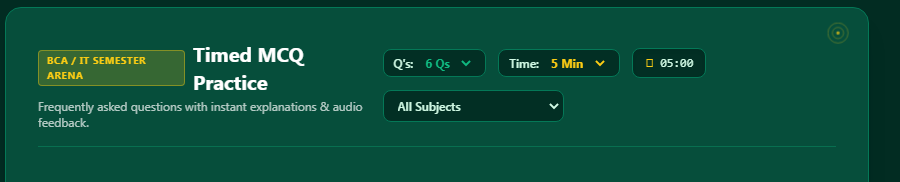 BCA / IT SEMESTER
ARENA
Timed MCQ
Practice
Frequently asked questions with instant explanations & audio
feedback.
Q's: 6 Qs
Time: 5 Min
05:00
All Subjects